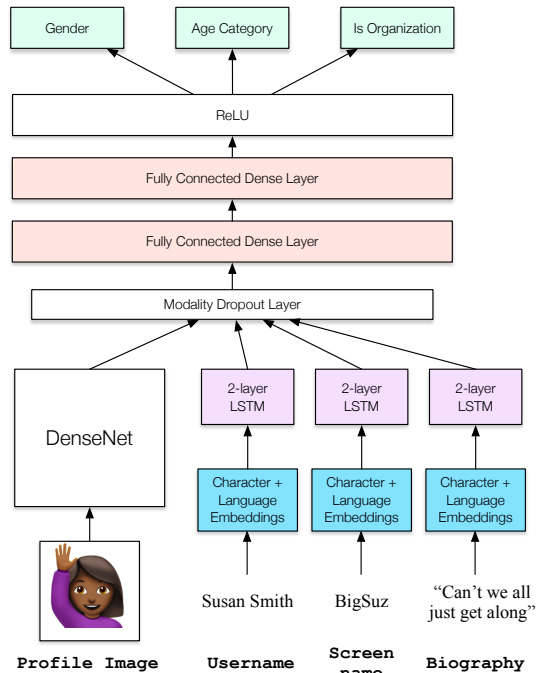 Gender
Age Category
Is Organization
ReLU
Fully Connected Dense Layer
Fully Connected Dense Layer
Modality Dropout Layer
DenseNet
2-layer
LSTM
2-layer
LSTM
2-layer
LSTM
Character +
Language
Embeddings
Character +
Language
Embeddings
Character +
Language
Embeddings
Susan Smith
BigSuz
“Can’t we all
just get along”
Profile Image
Username
Screen
name
Biography